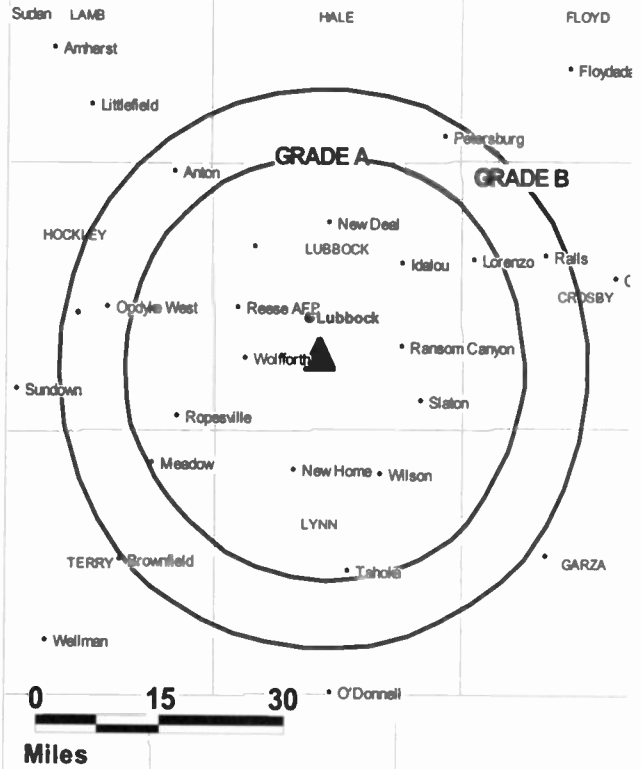 Sudan LAMB HALE FLOYD
Amherst
Floydada
Littlefield
Petersburg
GRADE A
Anton
GRADE B
New Deal
HOCKLEY
LUBBOCK
Idalou
Lorenzo
Ralls
CROSBY
Opdyke West
Reese AFB
Lubbock
Ransom Canyon
Wolfforth
Sundown
Slaton
Ropesville
Meadow
New Home
Wilson
LYNN
TERRY
Brownfield
Tahoka
GARZA
Wellman
0 15 30
O'Donnell
Miles